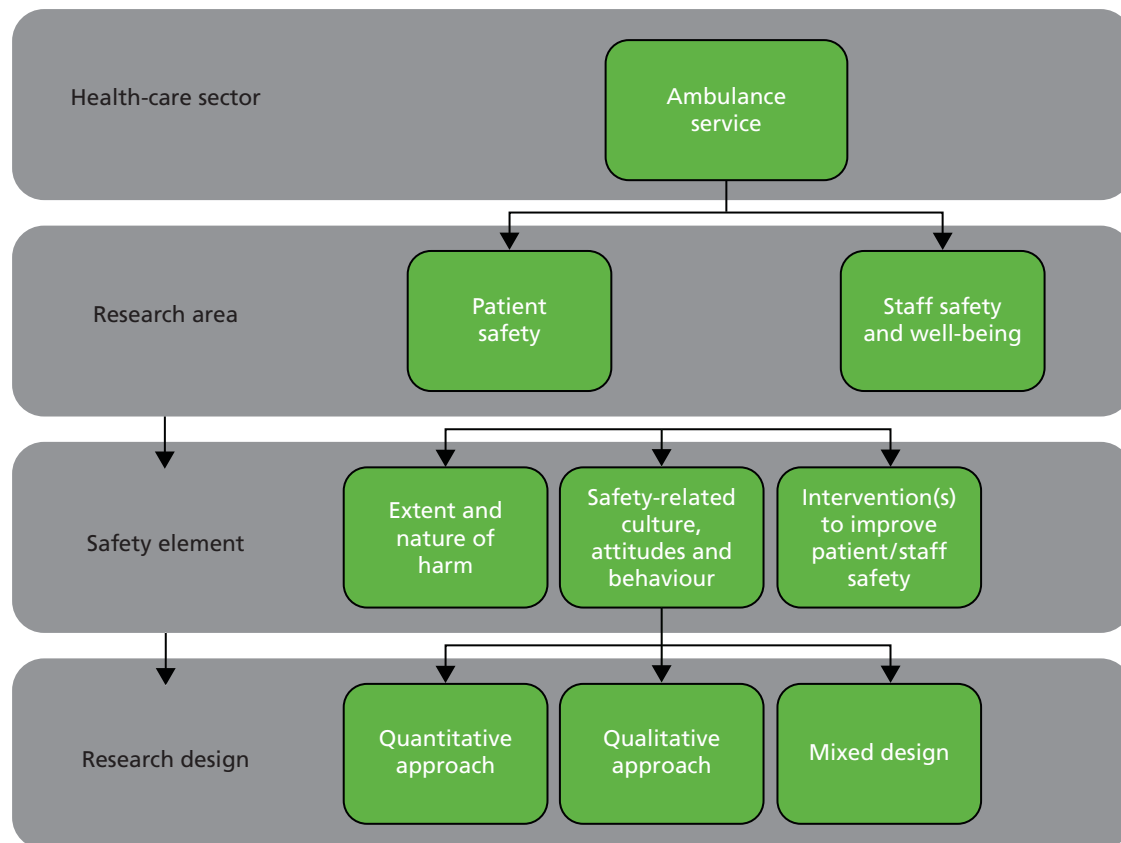 Health-care sector
Ambulance
service
Research area
Patient
safety
Staff safety
and well-being
Safety element
Extent and
nature of
harm
Safety-related
culture,
attitudes and
behaviour
Intervention(s)
to improve
patient/staff
safety
Research design
Quantitative
approach
Qualitative
approach
Mixed design